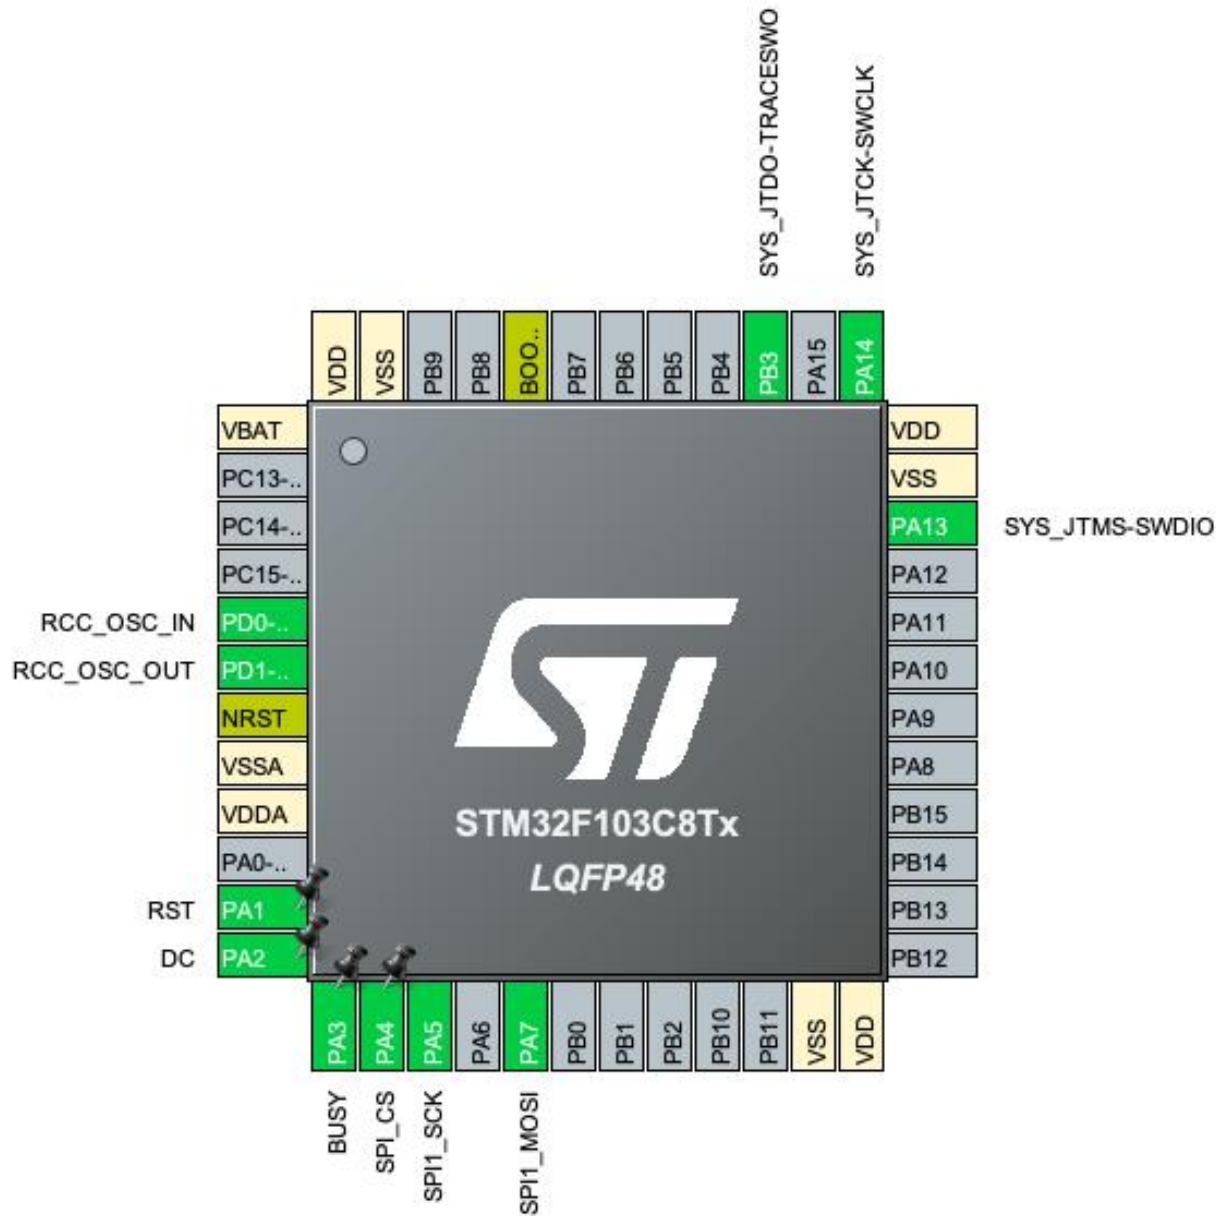 SYS_JTDO-TRACESWO
SYS_JTCK-SWCLK
VDD
VSS
PB9
PB8
BOO..
PB7
PB6
PB5
PB4
PB3
PA15
PA14
VBAT
PC13-..
PC14-..
PC15-..
RCC_OSC_IN PD0-..
RCC_OSC_OUT PD1-..
NRST
VSSA
VDDA
PA0-..
RST PA1
DC PA2
ST
STM32F103C8Tx
LQFP48
VDD
VSS
PA13 SYS_JTMS-SWDIO
PA12
PA11
PA10
PA9
PA8
PB15
PB14
PB13
PB12
PA3
PA4
PA5
PA6
PA7
PB0
PB1
PB2
PB10
PB11
VSS
VDD
BUSY
SPI_CS
SPI1_SCK
SPI1_MOSI